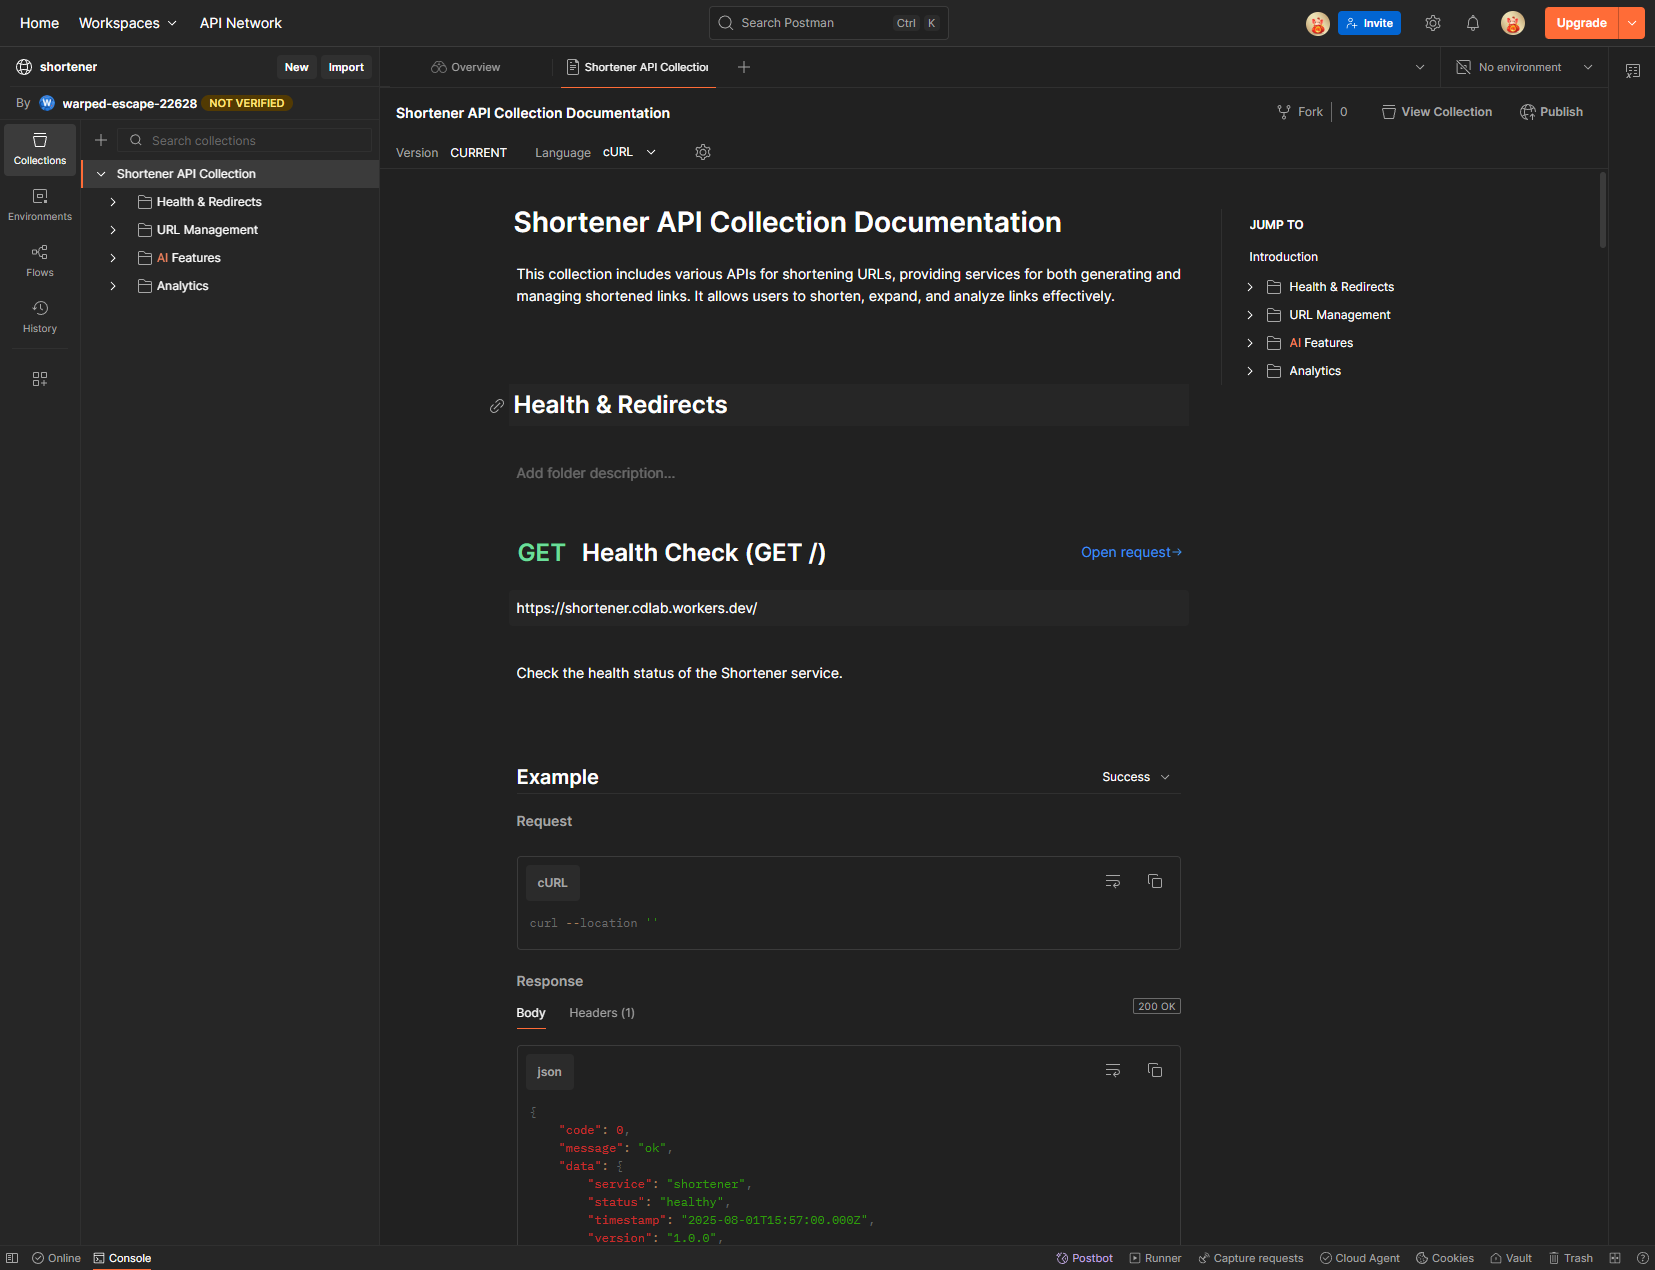 Home Workspaces API Network
Search Postman Ctrl K
Invite
Upgrade
shortener
New Import
By W warped-escape-22628 NOT VERIFIED
Collections
Environments
Flows
History
Search collections
Shortener API Collection
Health & Redirects
URL Management
AI Features
Analytics
Overview
Shortener API Collection
No environment
Shortener API Collection Documentation
Fork 0
View Collection
Publish
Version CURRENT
Language cURL
Shortener API Collection Documentation
This collection includes various APIs for shortening URLs, providing services for both generating and
managing shortened links. It allows users to shorten, expand, and analyze links effectively.
Health & Redirects
Add folder description...
GET Health Check (GET /)
Open request→
https://shortener.cdlab.workers.dev/
Check the health status of the Shortener service.
Example
Success
Request
cURL
curl --location ''
Response
Body Headers (1)
200 OK
json
{
"code": 0,
"message": "ok",
"data": {
"service": "shortener",
"status": "healthy",
"timestamp": "2025-08-01T15:57:00.000Z",
"version": "1.0.0",
JUMP TO
Introduction
Health & Redirects
URL Management
AI Features
Analytics
Online Console
Postbot Runner Capture requests Cloud Agent Cookies Vault Trash